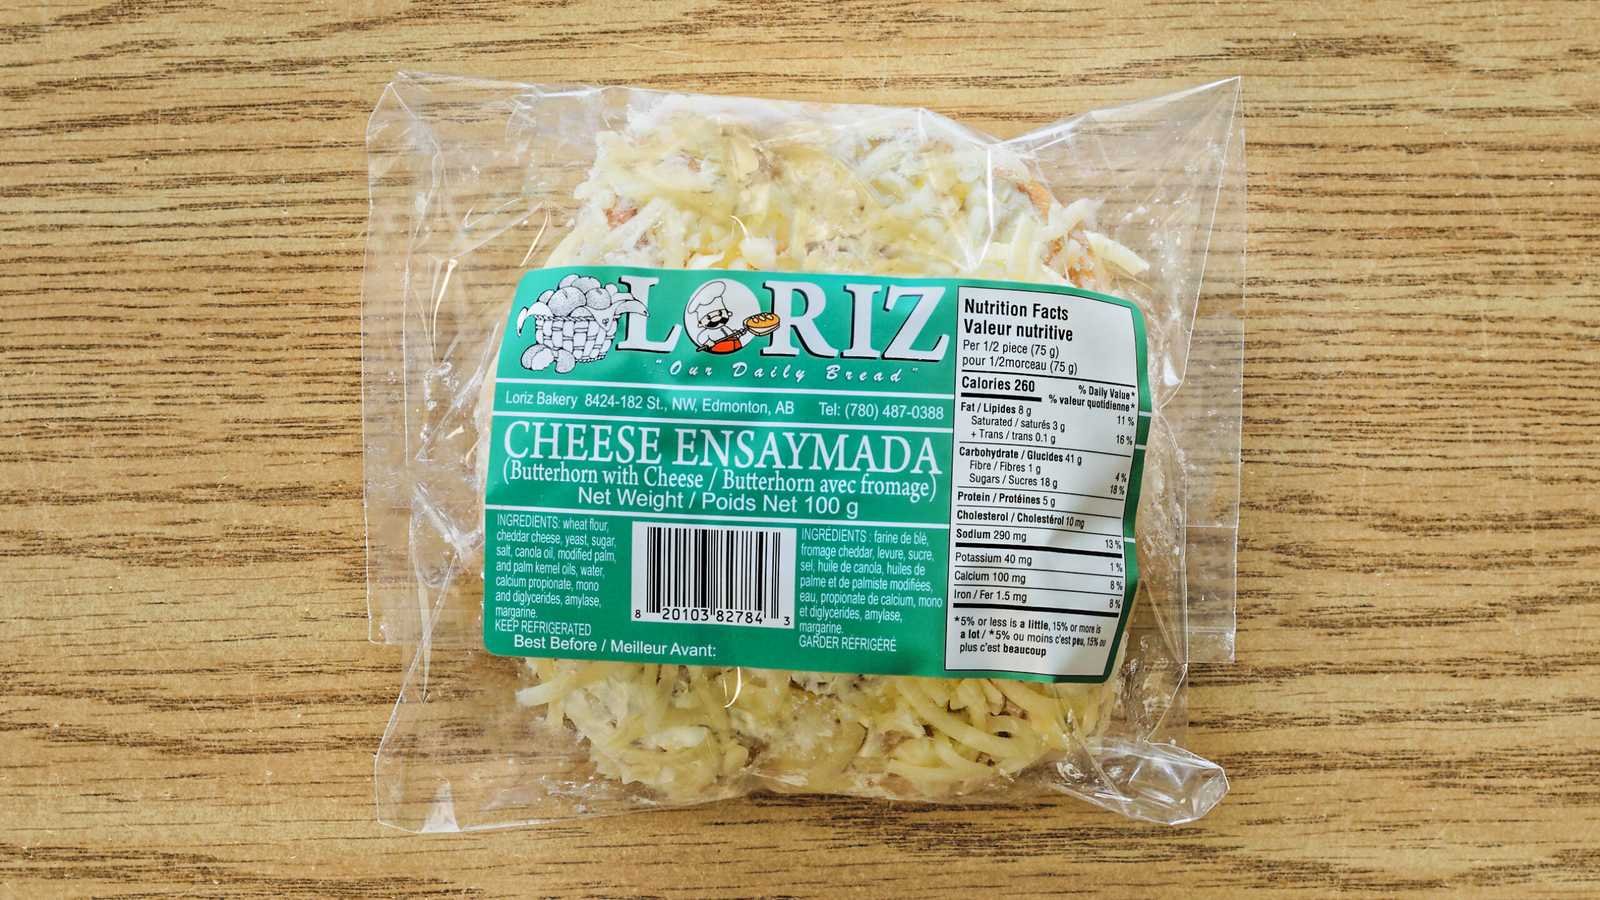 LORIZ
"Our Daily Bread"
Loriz Bakery 8424-182 St., NW, Edmonton, AB Tel: (780) 487-0388
CHEESE ENSAYMADA
(Butterhorn with Cheese / Butterhorn avec fromage)
Net Weight / Poids Net 100 g
INGREDIENTS: wheat flour,
cheddar cheese, yeast, sugar,
salt, canola oil, modified palm,
and palm kernel oils, water,
calcium propionate, mono
and diglycerides, amylase,
margarine.
KEEP REFRIGERATED
Best Before / Meilleur Avant:
8 20103 82784 3
INGRÉDIENTS : farine de blé,
fromage cheddar, levure, sucre,
sel, huile de canola, huiles de
palme et de palmiste modifiées,
eau, propionate de calcium, mono
et diglycérides, amylase,
margarine.
GARDER RÉFRIGÉRÉ
Nutrition Facts
Valeur nutritive
Per 1/2 piece (75 g)
pour 1/2morceau (75 g)
Calories 260
% Daily Value*
% valeur quotidienne*
Fat / Lipides 8 g 11 %
Saturated / saturés 3 g
+ Trans / trans 0.1 g 16 %
Carbohydrate / Glucides 41 g
Fibre / Fibres 1 g 4 %
Sugars / Sucres 18 g 18 %
Protein / Protéines 5 g
Cholesterol / Cholestérol 10 mg
Sodium 290 mg 13 %
Potassium 40 mg 1 %
Calcium 100 mg 8 %
Iron / Fer 1.5 mg 8 %
*5% or less is a little, 15% or more is
a lot / *5% ou moins c'est peu, 15% ou
plus c'est beaucoup